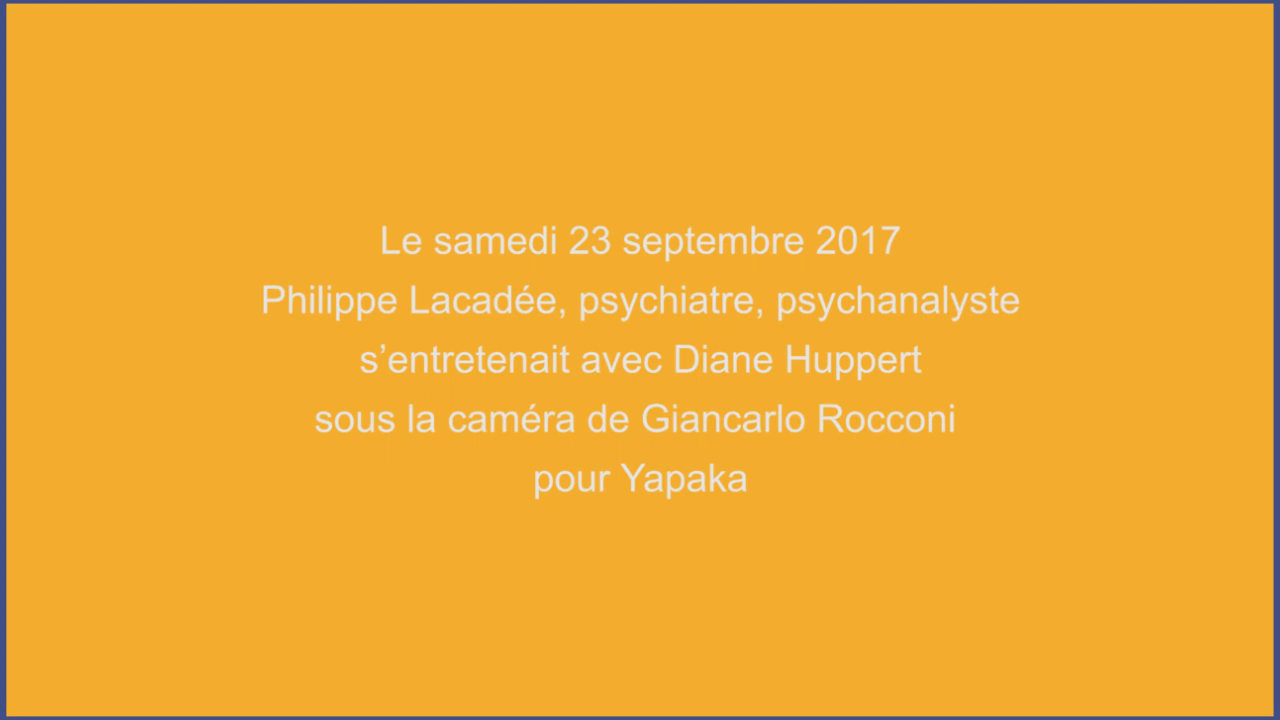 Le samedi 23 septembre 2017
Philippe Lacadée, psychiatre, psychanalyste
s’entretenait avec Diane Huppert
sous la caméra de Giancarlo Rocconi
pour Yapaka